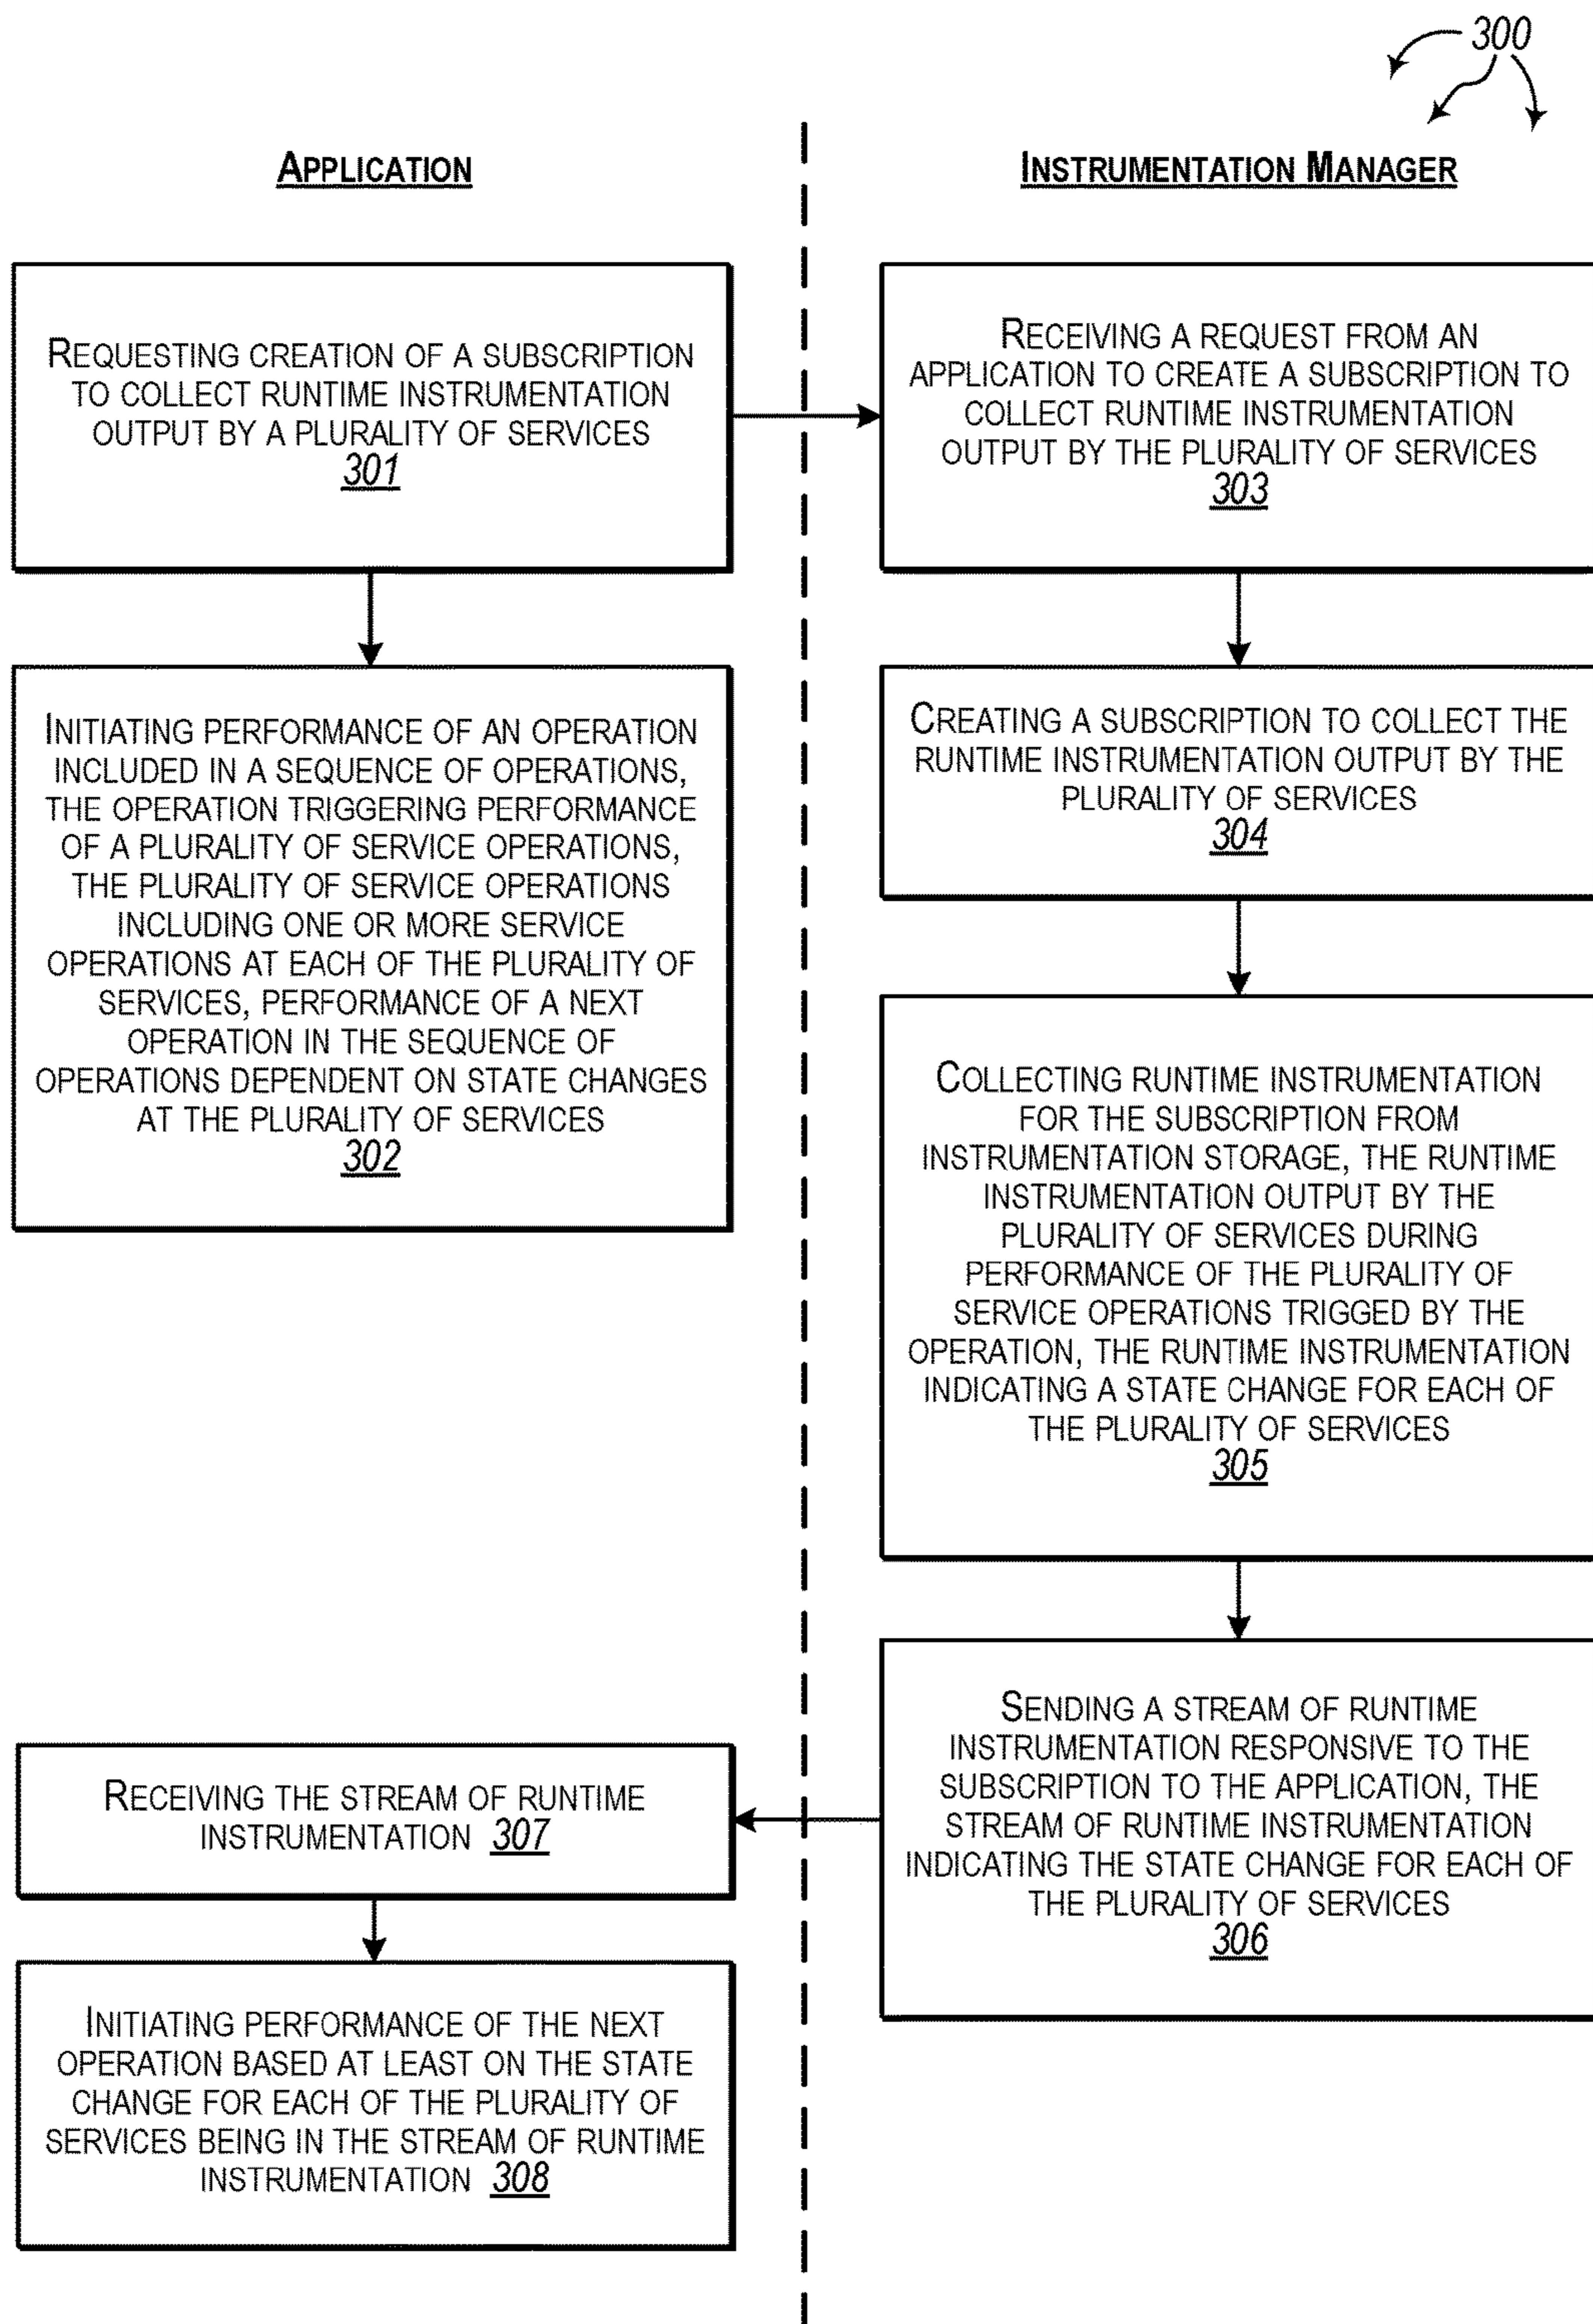 300
APPLICATION
INSTRUMENTATION MANAGER
REQUESTING CREATION OF A SUBSCRIPTION
TO COLLECT RUNTIME INSTRUMENTATION
OUTPUT BY A PLURALITY OF SERVICES
301
RECEIVING A REQUEST FROM AN
APPLICATION TO CREATE A SUBSCRIPTION TO
COLLECT RUNTIME INSTRUMENTATION
OUTPUT BY THE PLURALITY OF SERVICES
303
INITIATING PERFORMANCE OF AN OPERATION
INCLUDED IN A SEQUENCE OF OPERATIONS,
THE OPERATION TRIGGERING PERFORMANCE
OF A PLURALITY OF SERVICE OPERATIONS,
THE PLURALITY OF SERVICE OPERATIONS
INCLUDING ONE OR MORE SERVICE
OPERATIONS AT EACH OF THE PLURALITY OF
SERVICES, PERFORMANCE OF A NEXT
OPERATION IN THE SEQUENCE OF
OPERATIONS DEPENDENT ON STATE CHANGES
AT THE PLURALITY OF SERVICES
302
CREATING A SUBSCRIPTION TO COLLECT THE
RUNTIME INSTRUMENTATION OUTPUT BY THE
PLURALITY OF SERVICES
304
COLLECTING RUNTIME INSTRUMENTATION
FOR THE SUBSCRIPTION FROM
INSTRUMENTATION STORAGE, THE RUNTIME
INSTRUMENTATION OUTPUT BY THE
PLURALITY OF SERVICES DURING
PERFORMANCE OF THE PLURALITY OF
SERVICE OPERATIONS TRIGGED BY THE
OPERATION, THE RUNTIME INSTRUMENTATION
INDICATING A STATE CHANGE FOR EACH OF
THE PLURALITY OF SERVICES
305
SENDING A STREAM OF RUNTIME
INSTRUMENTATION RESPONSIVE TO THE
SUBSCRIPTION TO THE APPLICATION, THE
STREAM OF RUNTIME INSTRUMENTATION
INDICATING THE STATE CHANGE FOR EACH OF
THE PLURALITY OF SERVICES
306
RECEIVING THE STREAM OF RUNTIME
INSTRUMENTATION 307
INITIATING PERFORMANCE OF THE NEXT
OPERATION BASED AT LEAST ON THE STATE
CHANGE FOR EACH OF THE PLURALITY OF
SERVICES BEING IN THE STREAM OF RUNTIME
INSTRUMENTATION 308